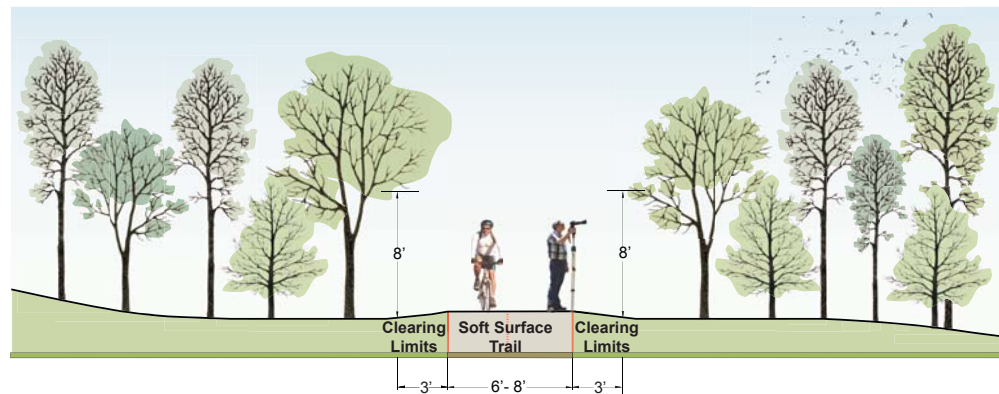 8’
8’
Clearing
Limits
Soft Surface
Trail
Clearing
Limits
3’
6’- 8’
3’